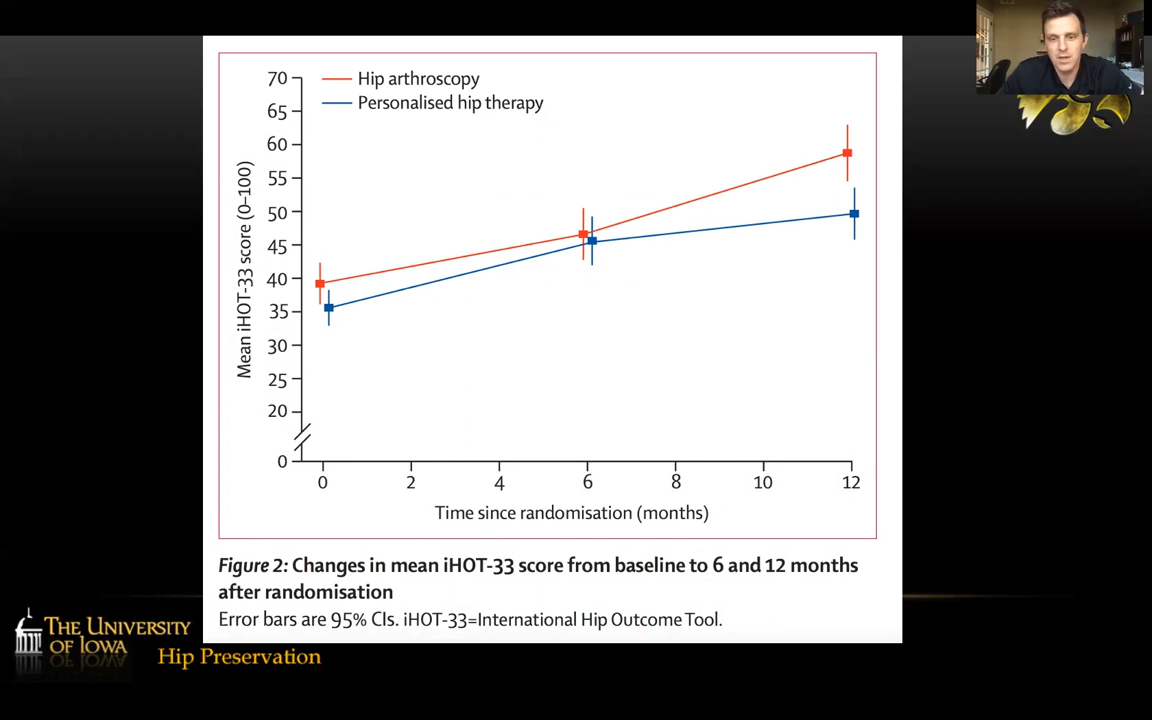 Hip arthroscopy
Personalised hip therapy
Mean iHOT-33 score (0–100)
70
65
60
55
50
45
40
35
30
25
20
0
0 2 4 6 8 10 12
Time since randomisation (months)
Figure 2: Changes in mean iHOT-33 score from baseline to 6 and 12 months
after randomisation
Error bars are 95% CIs. iHOT-33=International Hip Outcome Tool.
THE UNIVERSITY
OF IOWA
Hip Preservation